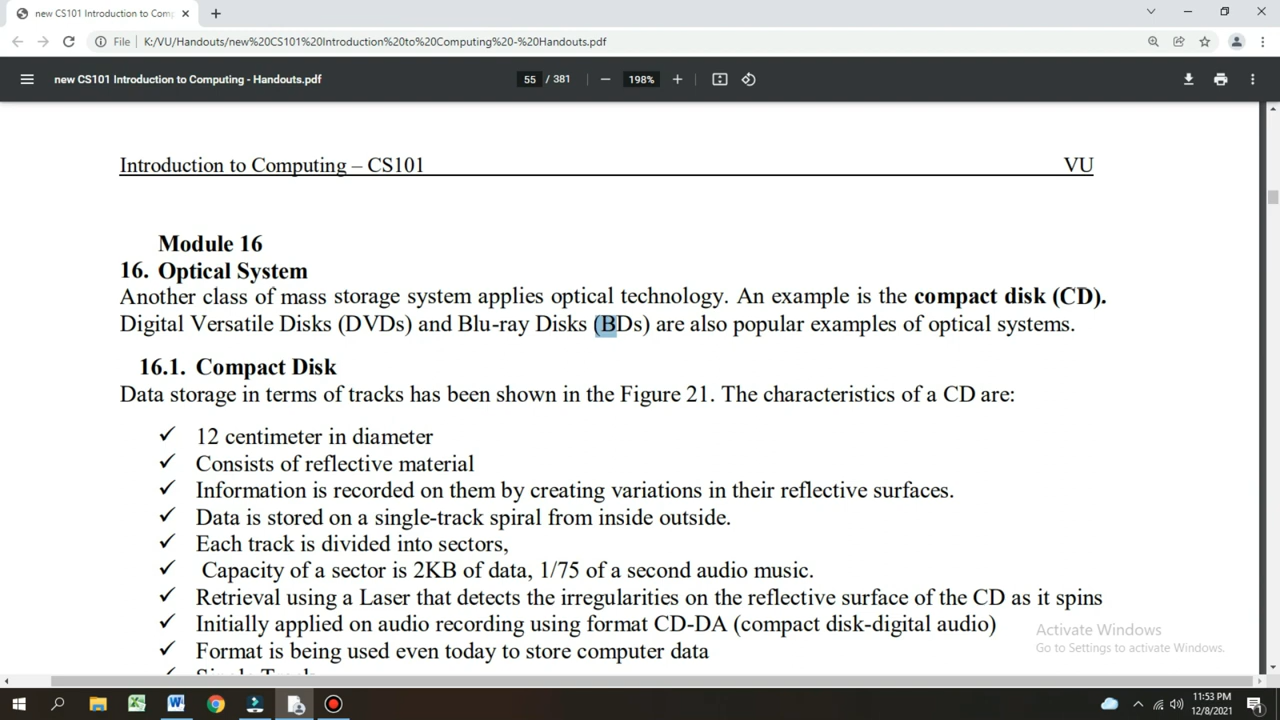 new CS101 Introduction to Com
File K:/VU/Handouts/new%20CS101%20Introduction%20to%20Computing%20-%20Handouts.pdf
new CS101 Introduction to Computing - Handouts.pdf 55 / 381 198%
Introduction to Computing – CS101 VU
Module 16
16. Optical System
Another class of mass storage system applies optical technology. An example is the compact disk (CD).
Digital Versatile Disks (DVDs) and Blu-ray Disks (BDs) are also popular examples of optical systems.
16.1. Compact Disk
Data storage in terms of tracks has been shown in the Figure 21. The characteristics of a CD are:
✓ 12 centimeter in diameter
✓ Consists of reflective material
✓ Information is recorded on them by creating variations in their reflective surfaces.
✓ Data is stored on a single-track spiral from inside outside.
✓ Each track is divided into sectors,
✓ Capacity of a sector is 2KB of data, 1/75 of a second audio music.
✓ Retrieval using a Laser that detects the irregularities on the reflective surface of the CD as it spins
✓ Initially applied on audio recording using format CD-DA (compact disk-digital audio)
✓ Format is being used even today to store computer data
Activate Windows
Go to Settings to activate Windows.
11:53 PM
12/8/2021